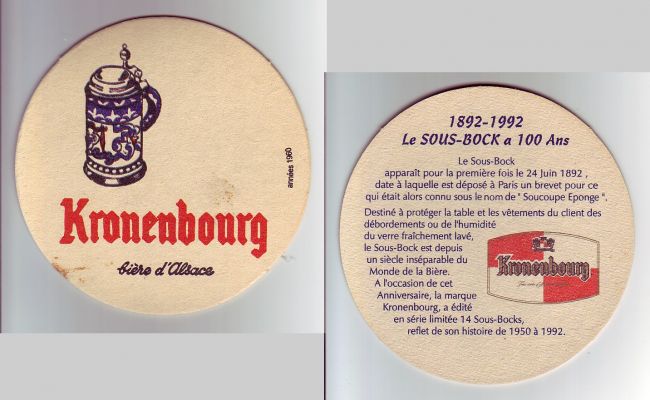 Kronenbourg
bière d'Alsace
années 1960
1892-1992
Le SOUS-BOCK a 100 Ans
Le Sous-Bock
apparaît pour la première fois le 24 Juin 1892 ,
date à laquelle est déposé à Paris un brevet pour ce
qui était alors connu sous le nom de " Soucoupe Eponge ".
Destiné à protéger la table et les vêtements du client des
débordements ou de l'humidité
du verre fraîchement lavé,
le Sous-Bock est depuis
un siècle inséparable du
Monde de la Bière.
A l'occasion de cet
Anniversaire, la marque
Kronenbourg, a édité
en série limitée 14 Sous-Bocks,
reflet de son histoire de 1950 à 1992.
Kronenbourg